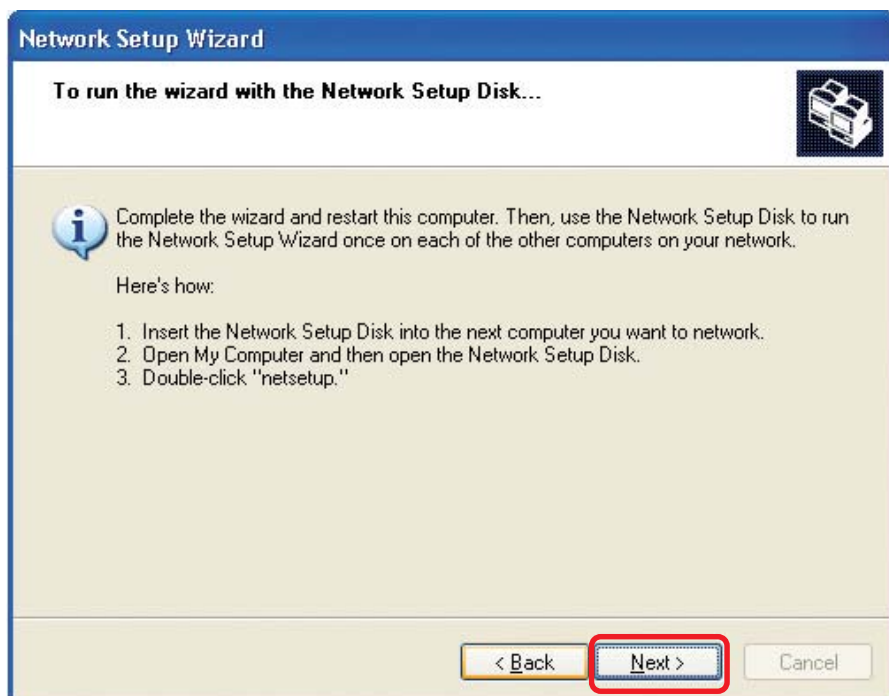 Network Setup Wizard
To run the wizard with the Network Setup Disk...
Complete the wizard and restart this computer. Then, use the Network Setup Disk to run
the Network Setup Wizard once on each of the other computers on your network.
Here's how:
1. Insert the Network Setup Disk into the next computer you want to network.
2. Open My Computer and then open the Network Setup Disk.
3. Double-click "netsetup."
< Back
Next >
Cancel